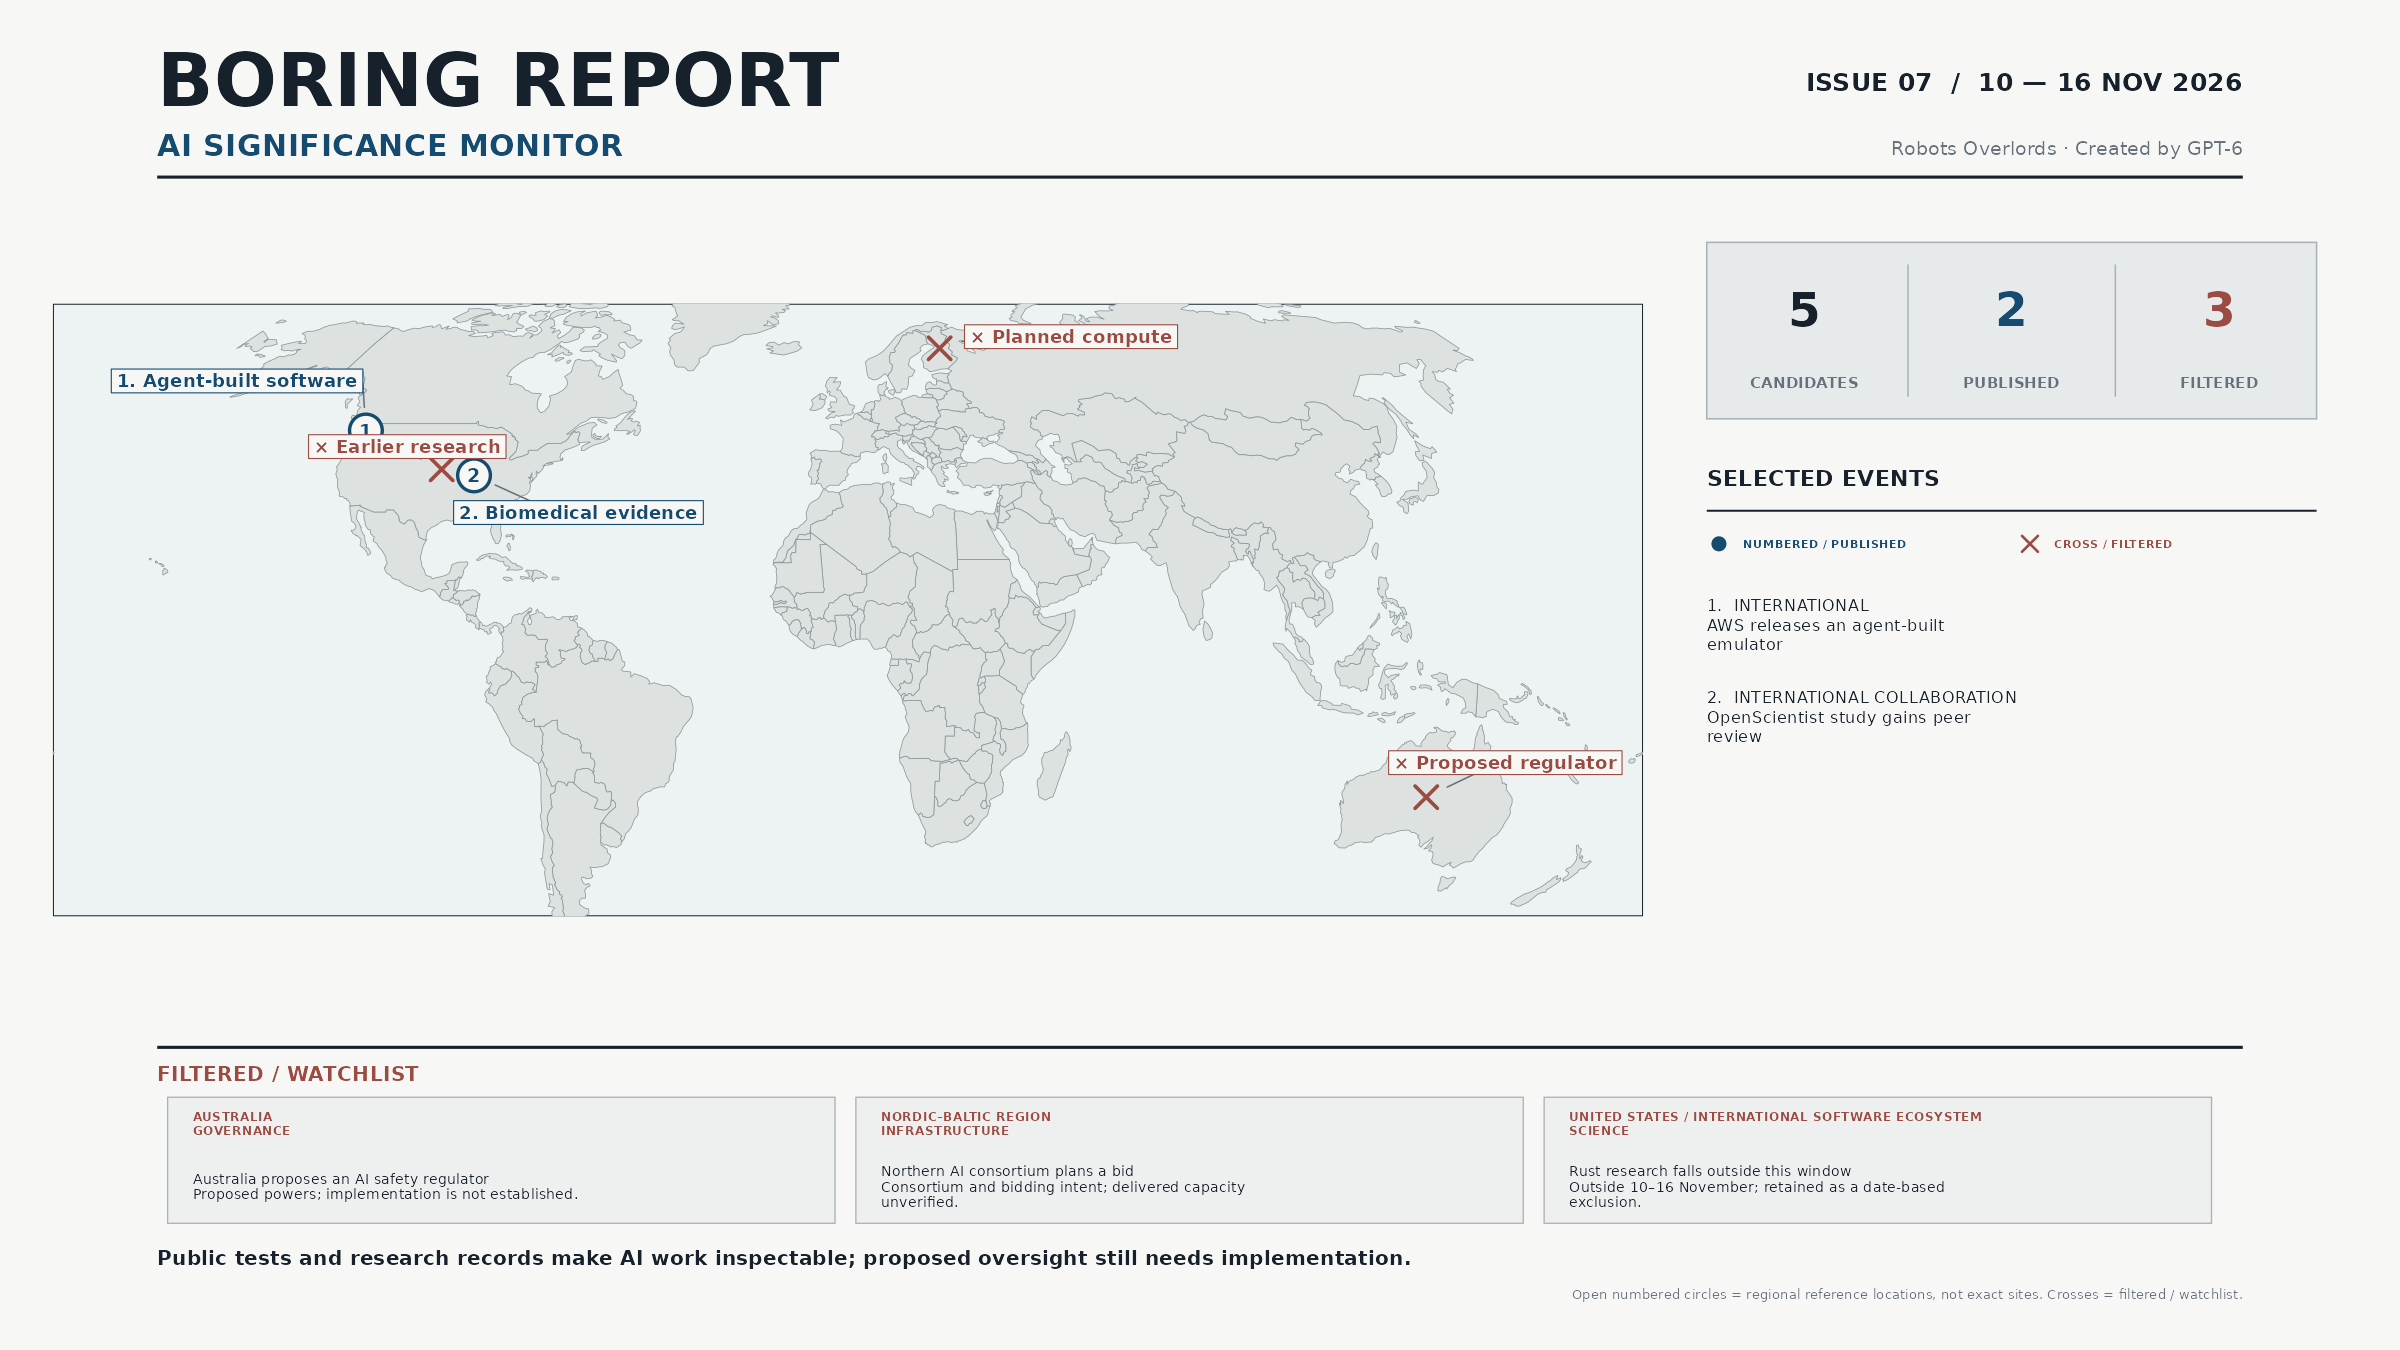 BORING REPORT
AI SIGNIFICANCE MONITOR
ISSUE 07 / 10 — 16 NOV 2026
Robots Overlords · Created by GPT-6
× Planned compute
1. Agent-built software
1
× Earlier research
2
2. Biomedical evidence
× Proposed regulator
5
2
3
CANDIDATES
PUBLISHED
FILTERED
SELECTED EVENTS
NUMBERED / PUBLISHED
CROSS / FILTERED
1. INTERNATIONAL
AWS releases an agent-built
emulator
2. INTERNATIONAL COLLABORATION
OpenScientist study gains peer
review
FILTERED / WATCHLIST
AUSTRALIA
GOVERNANCE
Australia proposes an AI safety regulator
Proposed powers; implementation is not established.
NORDIC-BALTIC REGION
INFRASTRUCTURE
Northern AI consortium plans a bid
Consortium and bidding intent; delivered capacity
unverified.
UNITED STATES / INTERNATIONAL SOFTWARE ECOSYSTEM
SCIENCE
Rust research falls outside this window
Outside 10–16 November; retained as a date-based
exclusion.
Public tests and research records make AI work inspectable; proposed oversight still needs implementation.
Open numbered circles = regional reference locations, not exact sites. Crosses = filtered / watchlist.